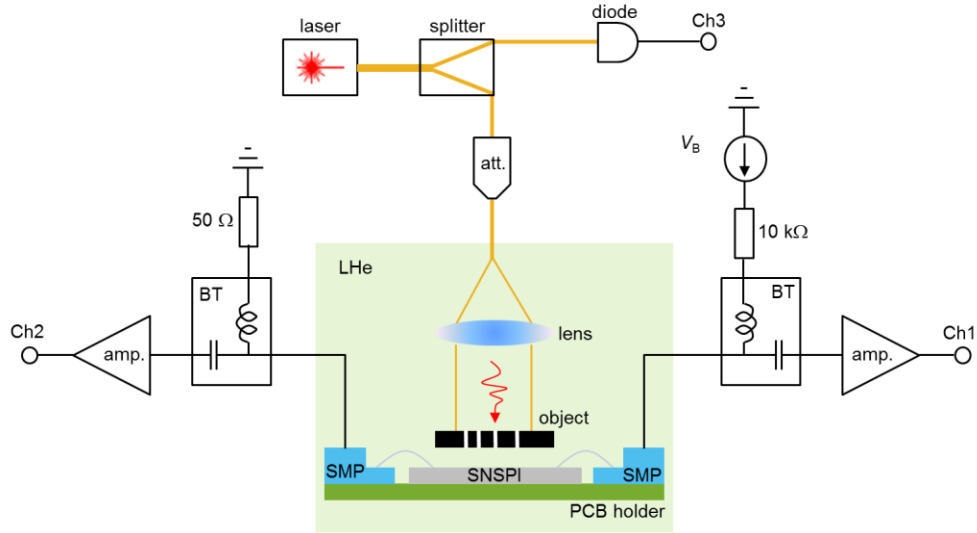 laser
splitter
diode
Ch3
V_B
att.
50 Ω
10 kΩ
LHe
BT
BT
Ch2
amp.
lens
amp.
Ch1
object
SMP
SNSPI
SMP
PCB holder